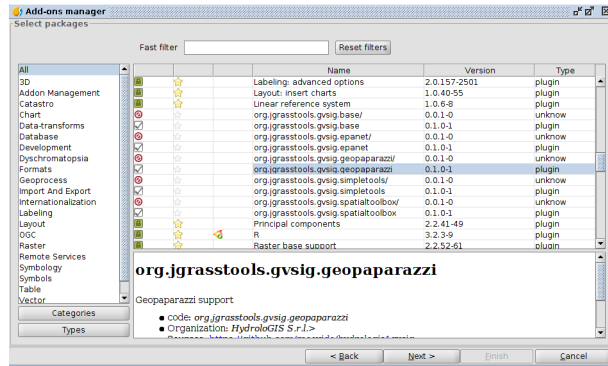 Add-ons manager
Select packages
Fast filter
Reset filters
All
3D
Addon Management
Catastro
Chart
Data-transforms
Database
Development
Dyschromatopsia
Formats
Geoprocess
Import And Export
Internationalization
Labeling
Layout
OGC
Raster
Remote Services
Symbology
Symbols
Table
Vector
Categories
Types
Name Version Type
Labeling: advanced options 2.0.157-2501 plugin
Layout: insert charts 1.0.40-55 plugin
Linear reference system 1.0.6-8 plugin
org.jgrasstools.gvsig.base/ 0.0.1-0 unknow
org.jgrasstools.gvsig.base 0.1.0-1 plugin
org.jgrasstools.gvsig.epanet/ 0.0.1-0 unknow
org.jgrasstools.gvsig.epanet 0.1.0-1 plugin
org.jgrasstools.gvsig.geopaparazzi/ 0.0.1-0 unknow
org.jgrasstools.gvsig.geopaparazzi 0.1.0-1 plugin
org.jgrasstools.gvsig.simpletools/ 0.0.1-0 unknow
org.jgrasstools.gvsig.simpletools 0.1.0-1 plugin
org.jgrasstools.gvsig.spatialtoolbox/ 0.0.1-0 unknow
org.jgrasstools.gvsig.spatialtoolbox 0.1.0-1 plugin
Principal components 2.2.41-49 plugin
R 3.2.3-9 plugin
Raster base support 2.2.52-61 plugin
org.jgrasstools.gvsig.geopaparazzi
Geopaparazzi support
code: org.jgrasstools.gvsig.geopaparazzi
Organization: HydroloGIS S.r.l.>
< Back
Next >
Finish
Cancel